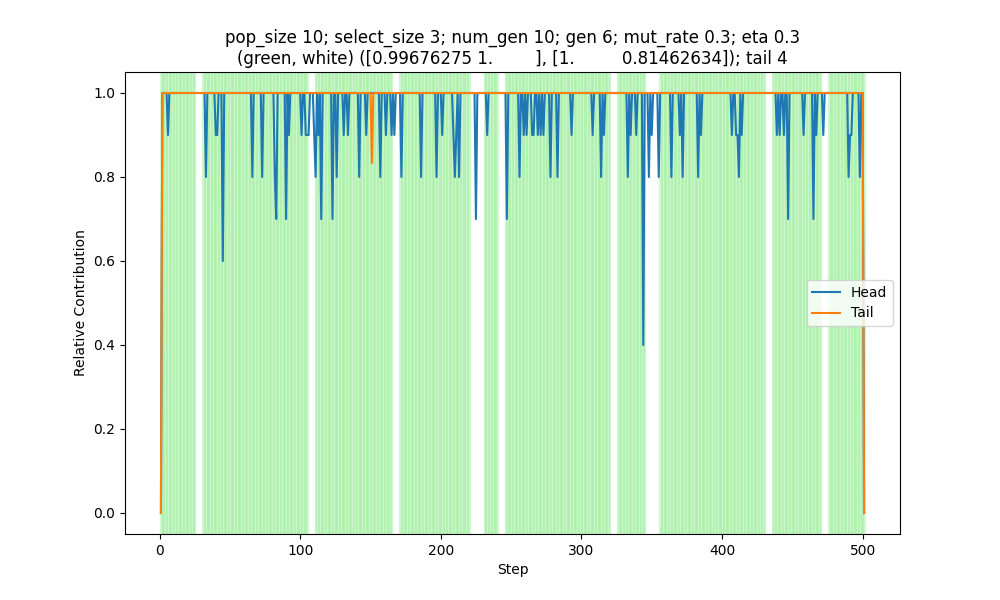 pop_size 10; select_size 3; num_gen 10; gen 6; mut_rate 0.3; eta 0.3
(green, white) ([0.99676275 1.        ], [1.         0.81462634]); tail 4
1.0
0.8
0.6
0.4
0.2
0.0
Relative Contribution
Head
Tail
0 100 200 300 400 500
Step